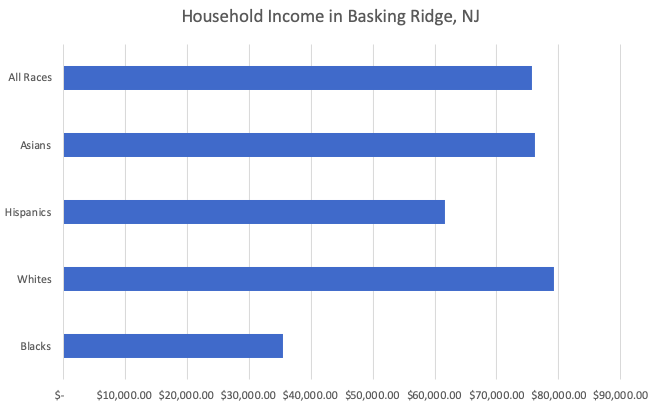 Household Income in Basking Ridge, NJ
All Races
Asians
Hispanics
Whites
Blacks
$- $10,000.00 $20,000.00 $30,000.00 $40,000.00 $50,000.00 $60,000.00 $70,000.00 $80,000.00 $90,000.00